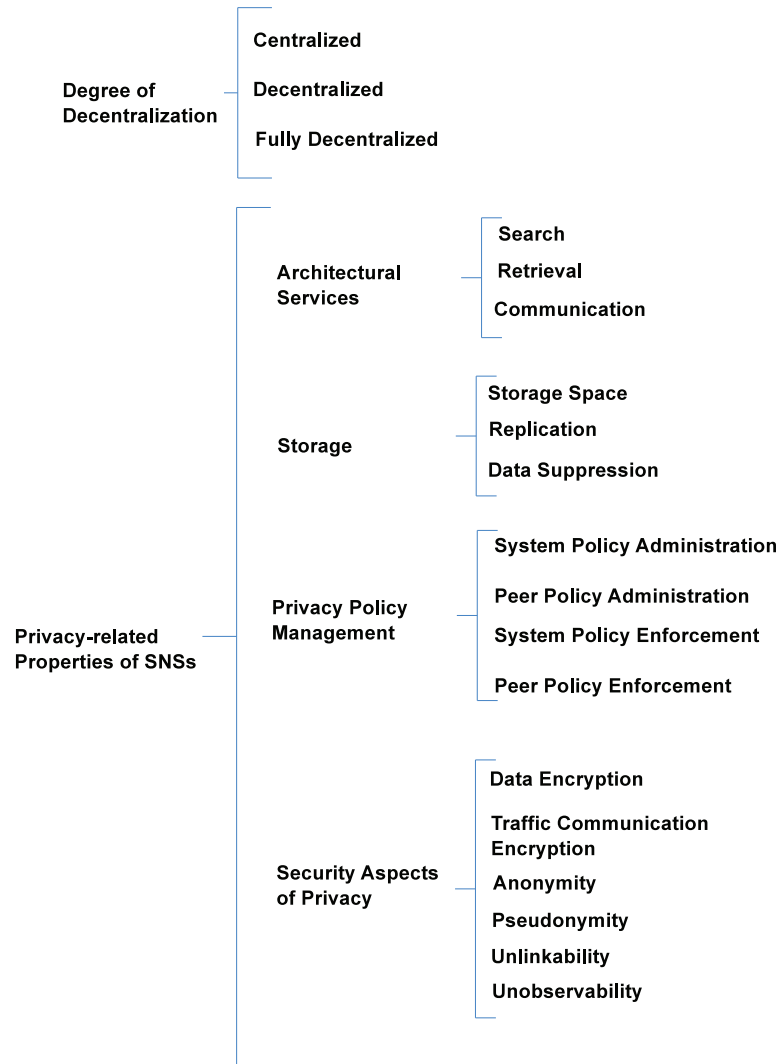 Degree of
Decentralization
Centralized
Decentralized
Fully Decentralized
Privacy-related
Properties of SNSs
Architectural
Services
Search
Retrieval
Communication
Storage
Storage Space
Replication
Data Suppression
Privacy Policy
Management
System Policy Administration
Peer Policy Administration
System Policy Enforcement
Peer Policy Enforcement
Security Aspects
of Privacy
Data Encryption
Traffic Communication
Encryption
Anonymity
Pseudonymity
Unlinkability
Unobservability